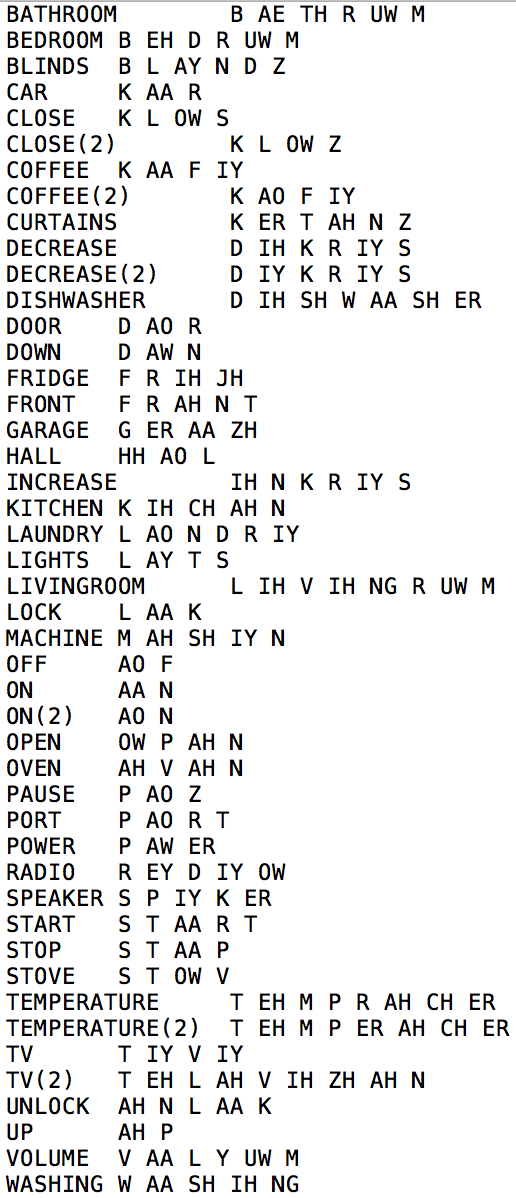 BATHROOM B AE TH R UW M
BEDROOM B EH D R UW M
BLINDS B L AY N D Z
CAR K AA R
CLOSE K L OW S
CLOSE(2) K L OW Z
COFFEE K AA F IY
COFFEE(2) K AO F IY
CURTAINS K ER T AH N Z
DECREASE D IH K R IY S
DECREASE(2) D IY K R IY S
DISHWASHER D IH SH W AA SH ER
DOOR D AO R
DOWN D AW N
FRIDGE F R IH JH
FRONT F R AH N T
GARAGE G ER AA ZH
HALL HH AO L
INCREASE IH N K R IY S
KITCHEN K IH CH AH N
LAUNDRY L AO N D R IY
LIGHTS L AY T S
LIVINGROOM L IH V IH NG R UW M
LOCK L AA K
MACHINE M AH SH IY N
OFF AO F
ON AA N
ON(2) AO N
OPEN OW P AH N
OVEN AH V AH N
PAUSE P AO Z
PORT P AO R T
POWER P AW ER
RADIO R EY D IY OW
SPEAKER S P IY K ER
START S T AA R T
STOP S T AA P
STOVE S T OW V
TEMPERATURE T EH M P R AH CH ER
TEMPERATURE(2) T EH M P ER AH CH ER
TV T IY V IY
TV(2) T EH L AH V IH ZH AH N
UNLOCK AH N L AA K
UP AH P
VOLUME V AA L Y UW M
WASHING W AA SH IH NG